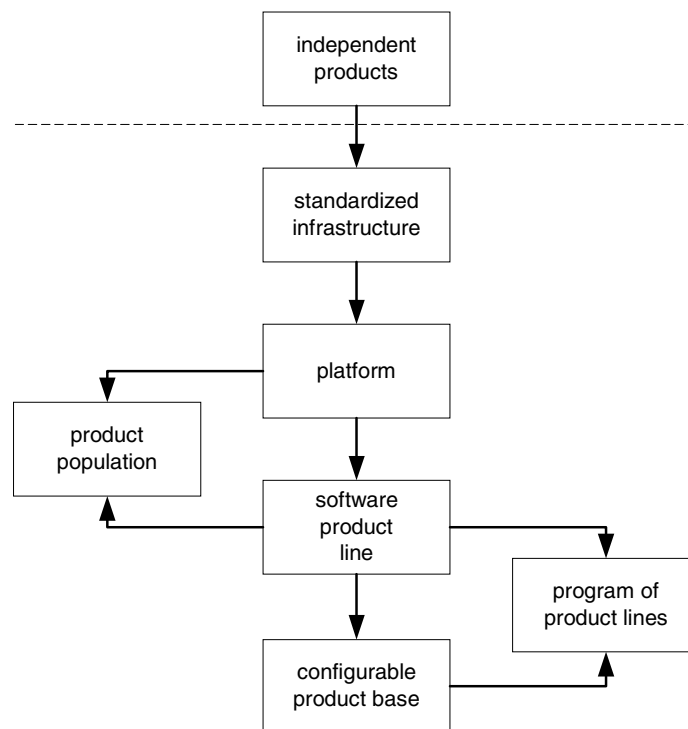 independent
products
standardized
infrastructure
platform
product
population
software
product
line
program of
product lines
configurable
product base